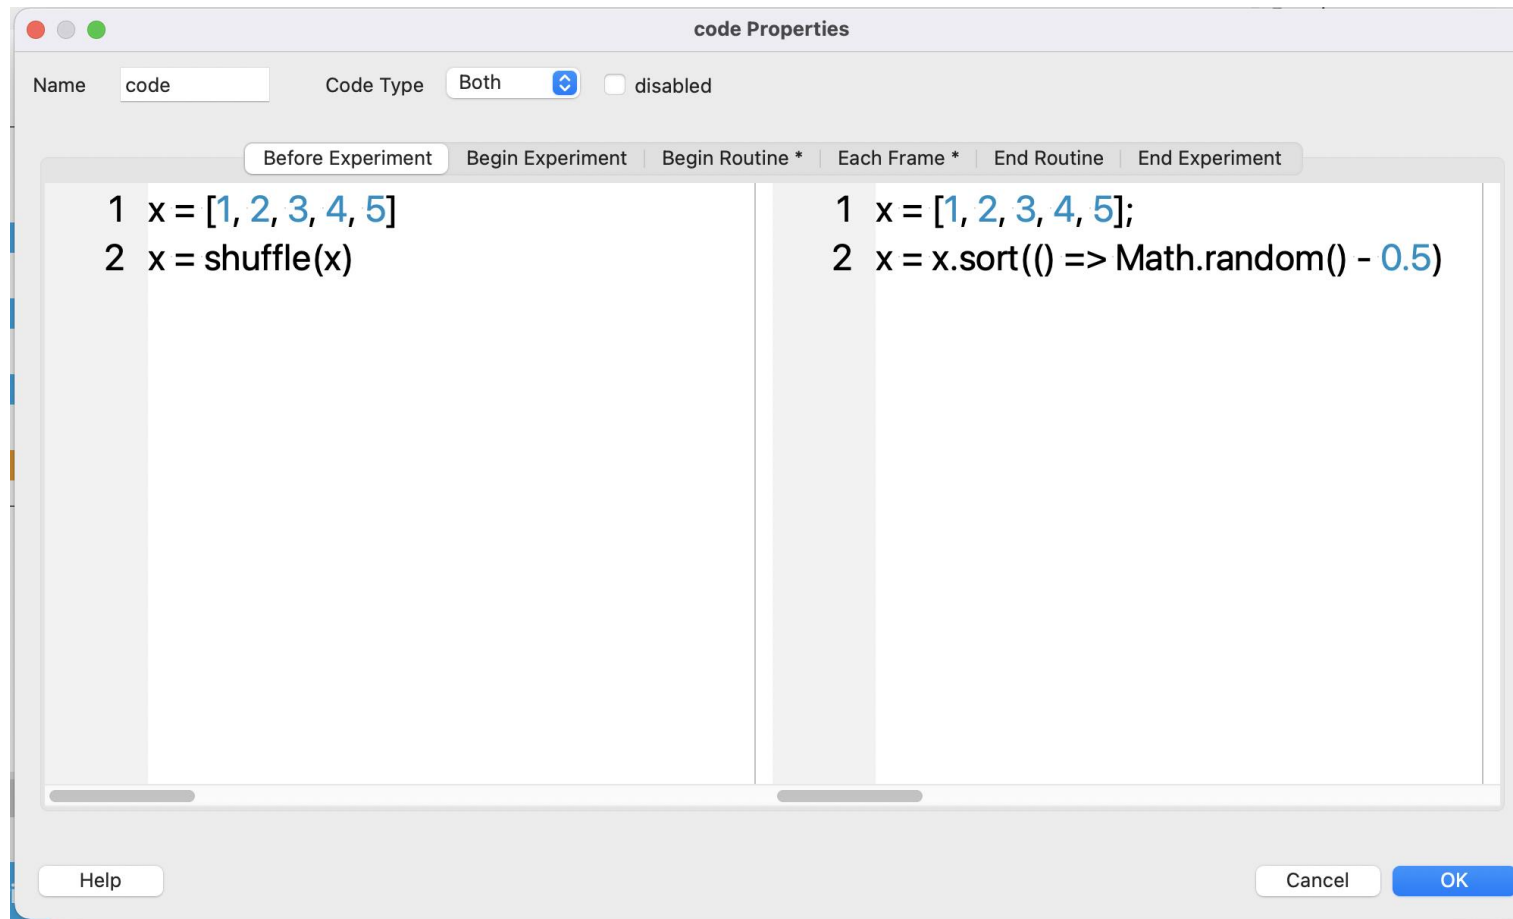 code Properties
Name code Code Type Both disabled
Before Experiment Begin Experiment Begin Routine * Each Frame * End Routine End Experiment
1 x = [1, 2, 3, 4, 5]
2 x = shuffle(x)
1 x = [1, 2, 3, 4, 5];
2 x = x.sort(() => Math.random() - 0.5)
Help Cancel OK